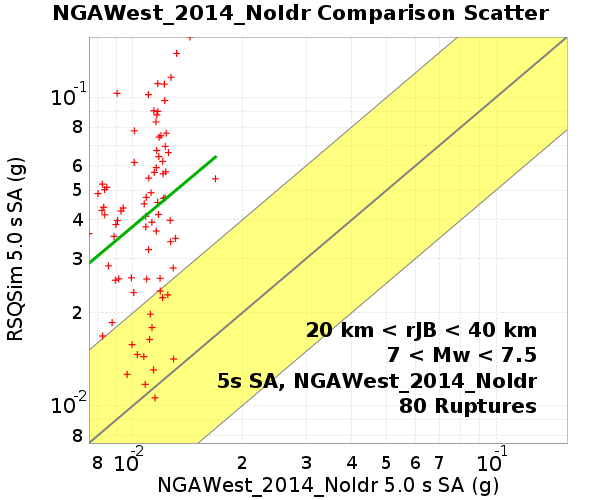 NGAWest_2014_NoIdr Comparison Scatter
RSQSim 5.0 s SA (g)
10-1
8
6
5
4
3
2
10-2
8
20 km < rJB < 40 km
7 < Mw < 7.5
5s SA, NGAWest_2014_NoIdr
80 Ruptures
8 10-2 2 3 4 5 6 7 10-1
NGAWest_2014_NoIdr 5.0 s SA (g)